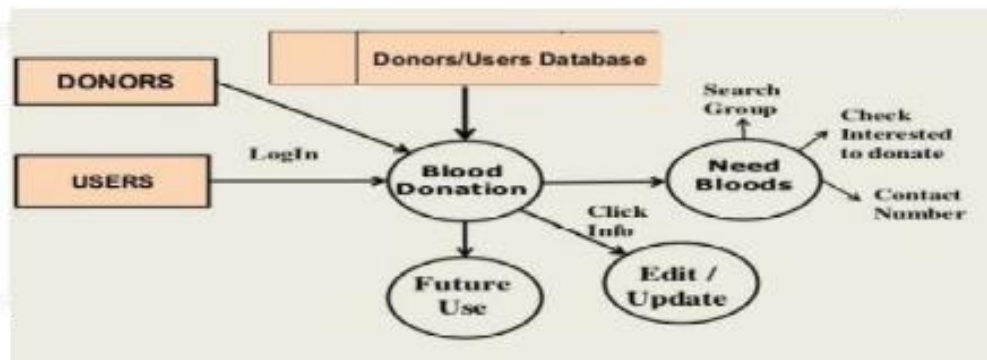 Donors/Users Database
DONORS
USERS
LogIn
Blood
Donation
Search
Group
Need
Bloods
Check
Interested
to donate
Contact
Number
Click
Info
Future
Use
Edit /
Update